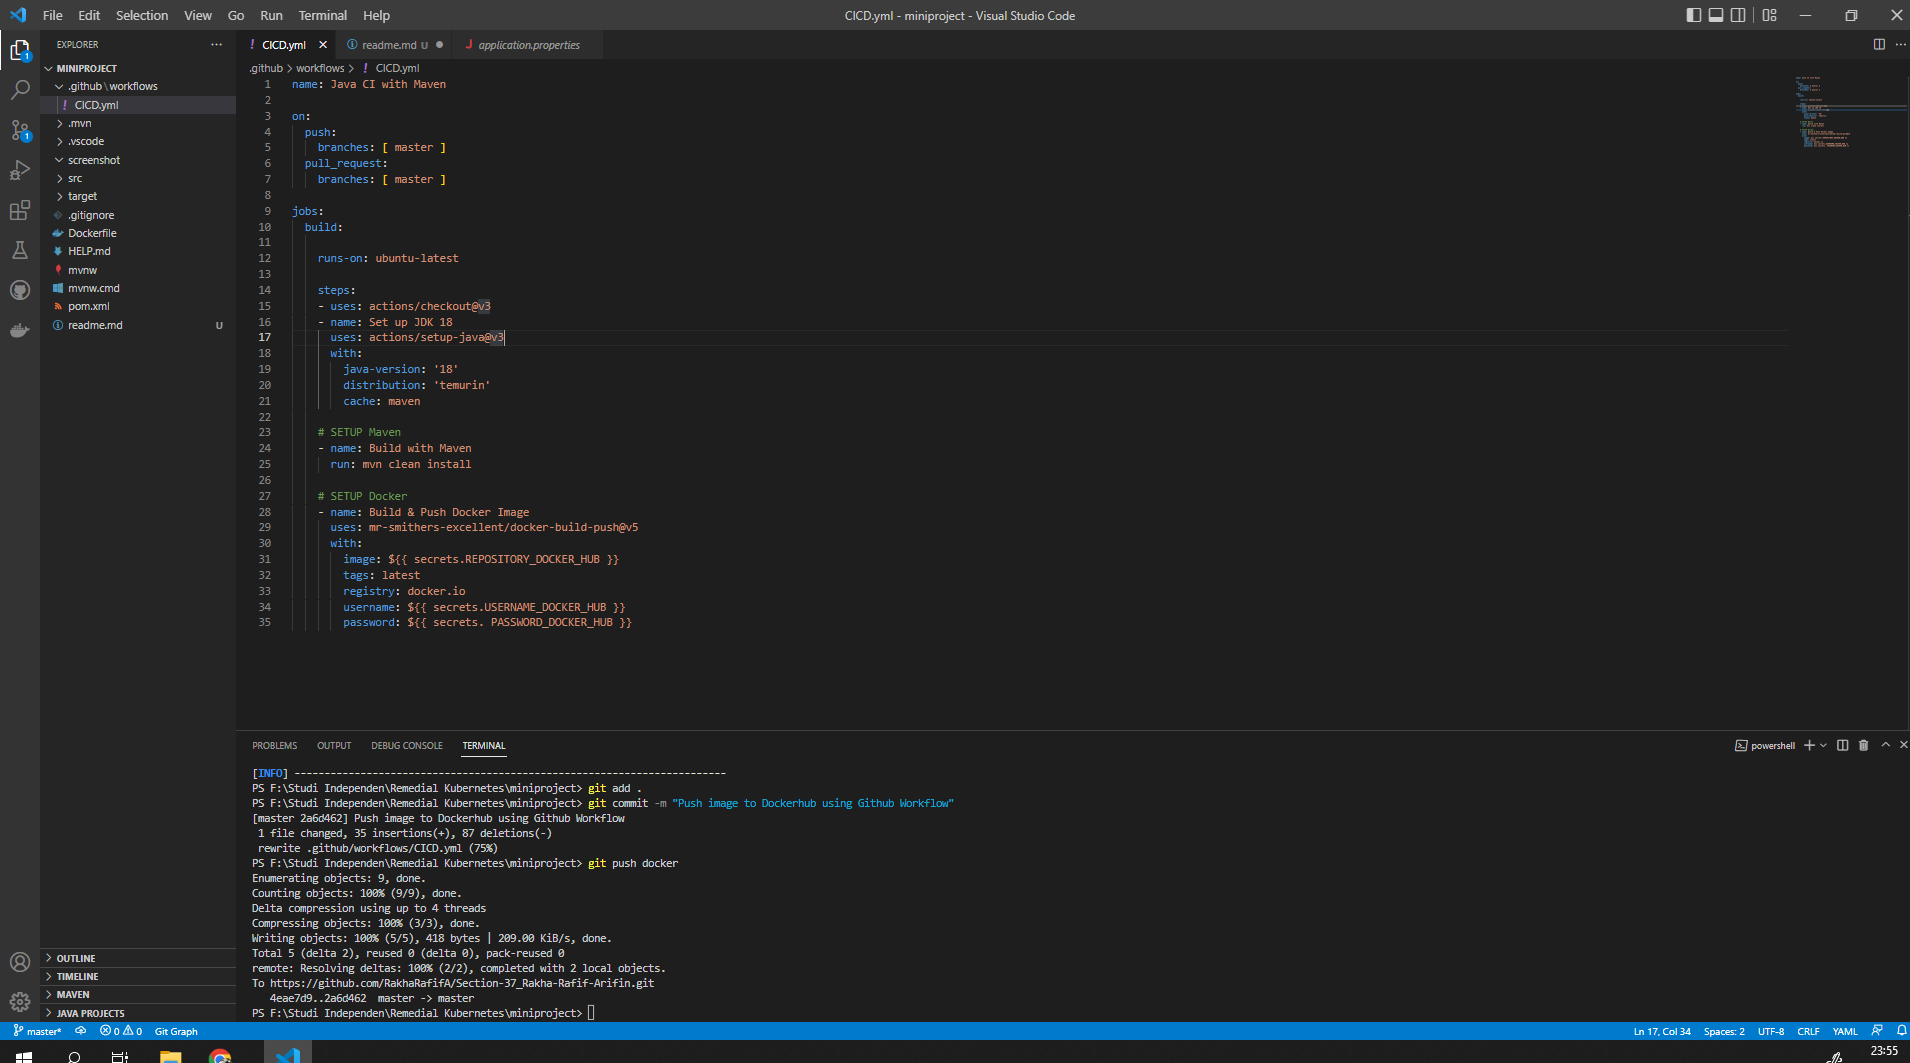 File Edit Selection View Go Run Terminal Help
CICD.yml - miniproject - Visual Studio Code
EXPLORER
MINIPROJECT
.github\workflows
CICD.yml
.mvn
.vscode
screenshot
src
target
.gitignore
Dockerfile
HELP.md
mvnw
mvnw.cmd
pom.xml
readme.md U
OUTLINE
TIMELINE
MAVEN
JAVA PROJECTS
1
1
! CICD.yml readme.md U application.properties
.github > workflows > ! CICD.yml
1 name: Java CI with Maven
2
3 on:
4 push:
5 branches: [ master ]
6 pull_request:
7 branches: [ master ]
8
9 jobs:
10 build:
11
12 runs-on: ubuntu-latest
13
14 steps:
15 - uses: actions/checkout@v3
16 - name: Set up JDK 18
17 uses: actions/setup-java@v3
18 with:
19 java-version: '18'
20 distribution: 'temurin'
21 cache: maven
22
23 # SETUP Maven
24 - name: Build with Maven
25 run: mvn clean install
26
27 # SETUP Docker
28 - name: Build & Push Docker Image
29 uses: mr-smithers-excellent/docker-build-push@v5
30 with:
31 image: ${{ secrets.REPOSITORY_DOCKER_HUB }}
32 tags: latest
33 registry: docker.io
34 username: ${{ secrets.USERNAME_DOCKER_HUB }}
35 password: ${{ secrets. PASSWORD_DOCKER_HUB }}
PROBLEMS OUTPUT DEBUG CONSOLE TERMINAL
powershell
[INFO] ------------------------------------------------------------------------
PS F:\Studi Independen\Remedial Kubernetes\miniproject> git add .
PS F:\Studi Independen\Remedial Kubernetes\miniproject> git commit -m "Push image to Dockerhub using Github Workflow"
[master 2a6d462] Push image to Dockerhub using Github Workflow
1 file changed, 35 insertions(+), 87 deletions(-)
rewrite .github/workflows/CICD.yml (75%)
PS F:\Studi Independen\Remedial Kubernetes\miniproject> git push docker
Enumerating objects: 9, done.
Counting objects: 100% (9/9), done.
Delta compression using up to 4 threads
Compressing objects: 100% (3/3), done.
Writing objects: 100% (5/5), 418 bytes | 209.00 KiB/s, done.
Total 5 (delta 2), reused 0 (delta 0), pack-reused 0
remote: Resolving deltas: 100% (2/2), completed with 2 local objects.
To https://github.com/RakhaRafifA/Section-37_Rakha-Rafif-Arifin.git
4eae7d9..2a6d462 master -> master
PS F:\Studi Independen\Remedial Kubernetes\miniproject>
master* 0 0 Git Graph
Ln 17, Col 34 Spaces: 2 UTF-8 CRLF YAML
23:55